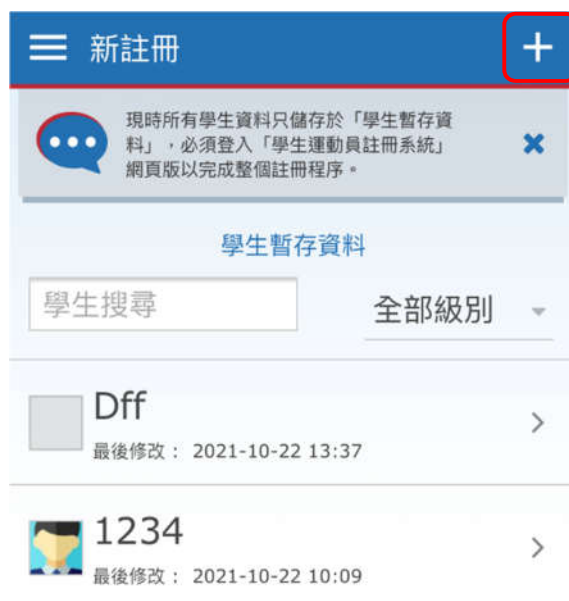 新註冊
現時所有學生資料只儲存於「學生暫存資
料」，必須登入「學生運動員註冊系統」
網頁版以完成整個註冊程序。
學生暫存資料
學生搜尋
全部級別
Dff
最後修改： 2021-10-22 13:37
1234
最後修改： 2021-10-22 10:09